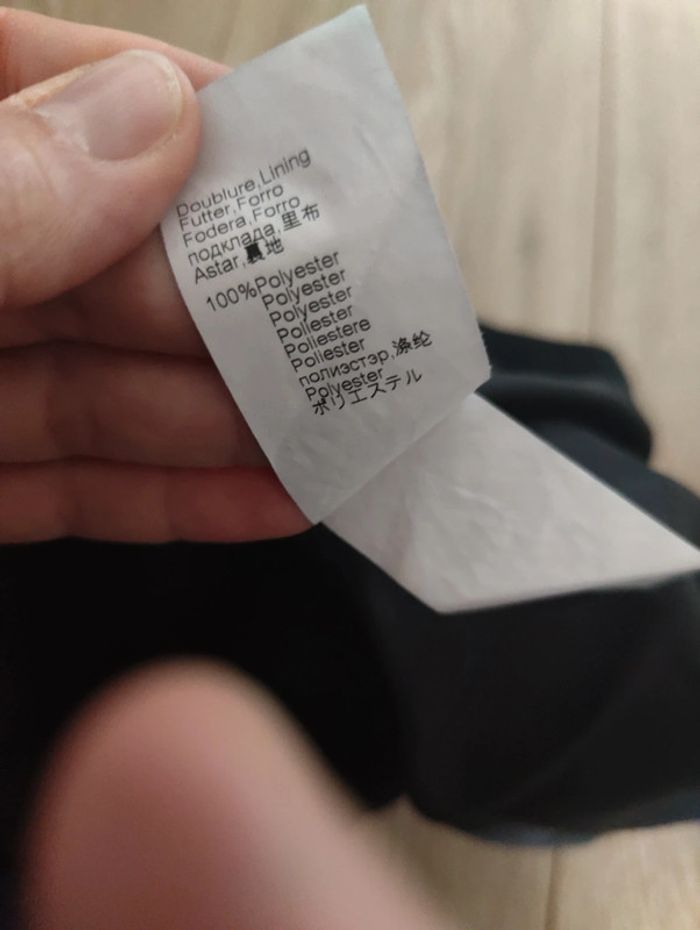 Doublure,Lining
Futter,Forro
Fodera,Forro
подклада,里布
Astar,裏地
100%Polyester
Polyester
Polyester
Poliester
Poliestere
Poliester
полиэстэр,涤纶
Polyester
ポリエステル